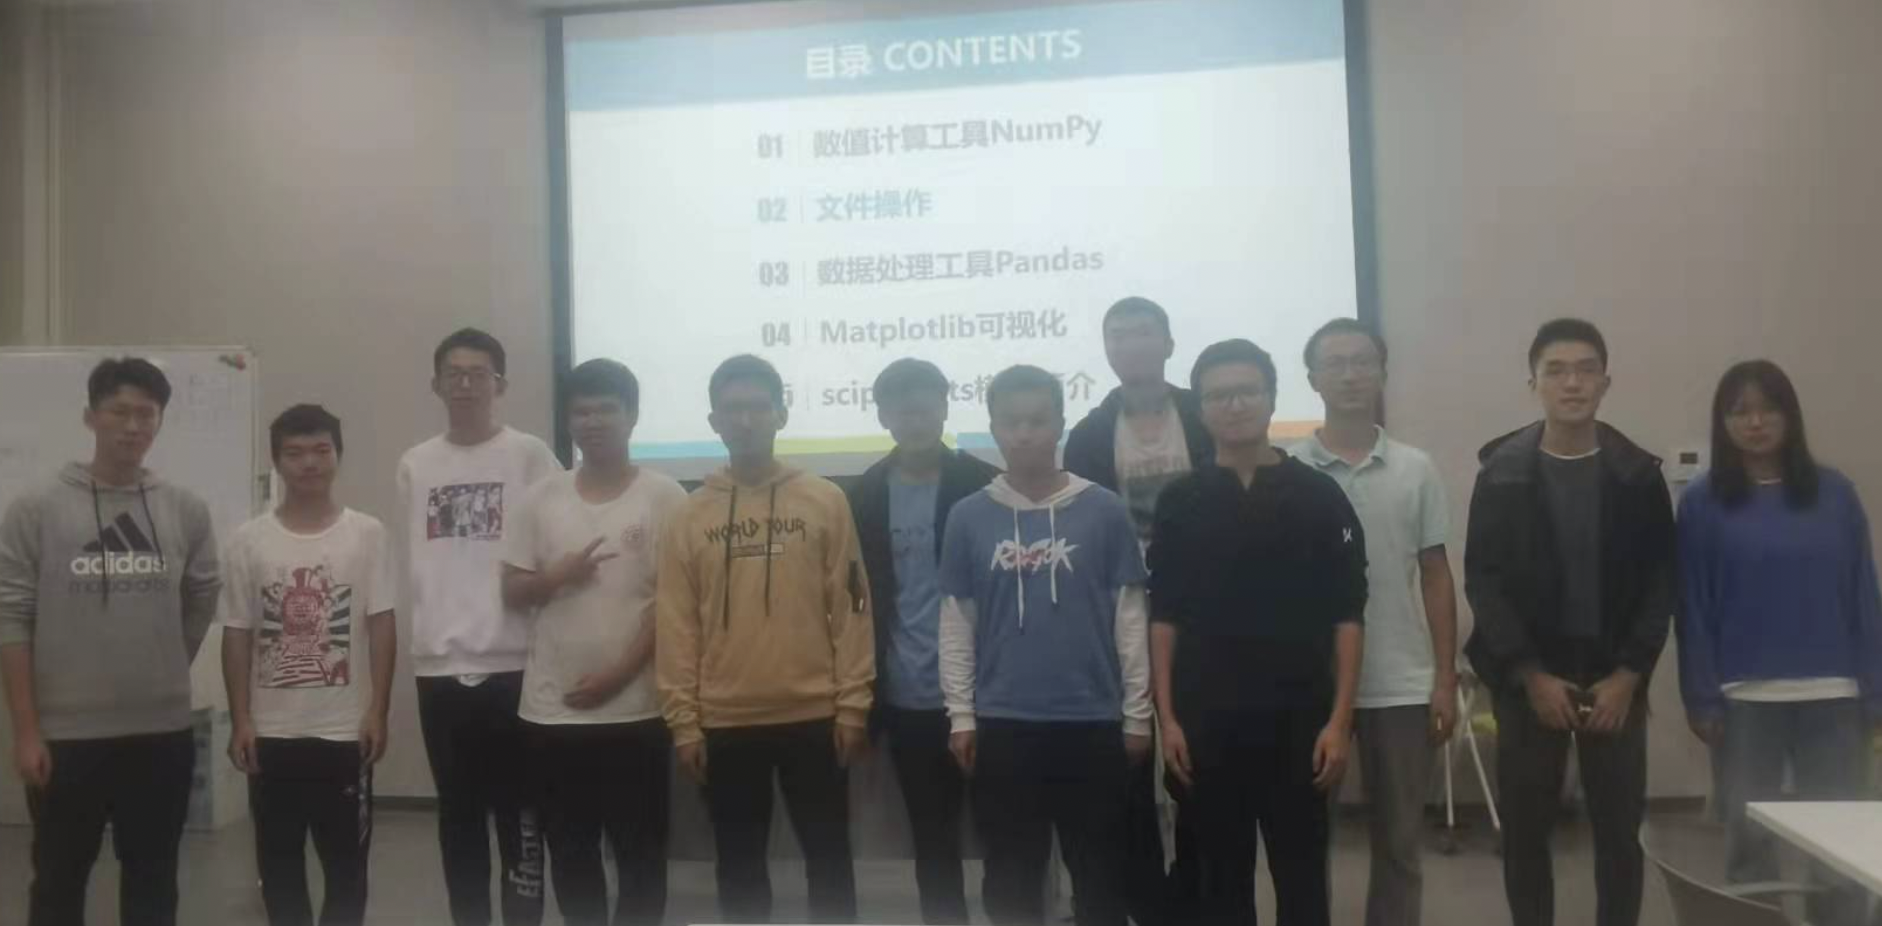 目录 CONTENTS
01 数值计算工具NumPy
02 文件操作
03 数据处理工具Pandas
04 Matplotlib可视化
adidas
WORLD TOUR